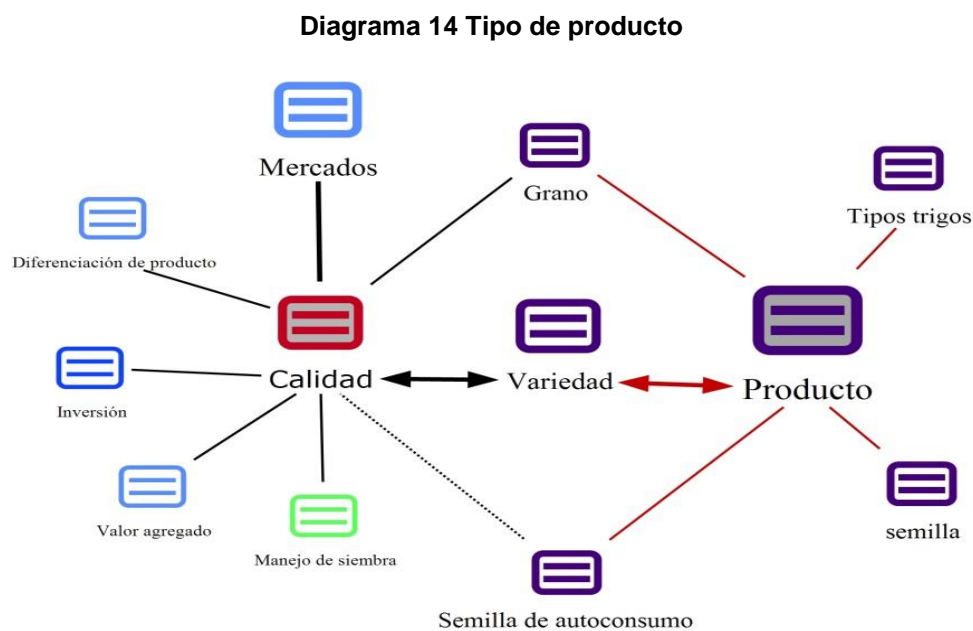 Diagrama 14 Tipo de producto
Mercados
Grano
Tipos trigos
Diferenciación de producto
Calidad
Variedad
Producto
Inversión
Valor agregado
Manejo de siembra
semilla
Semilla de autoconsumo